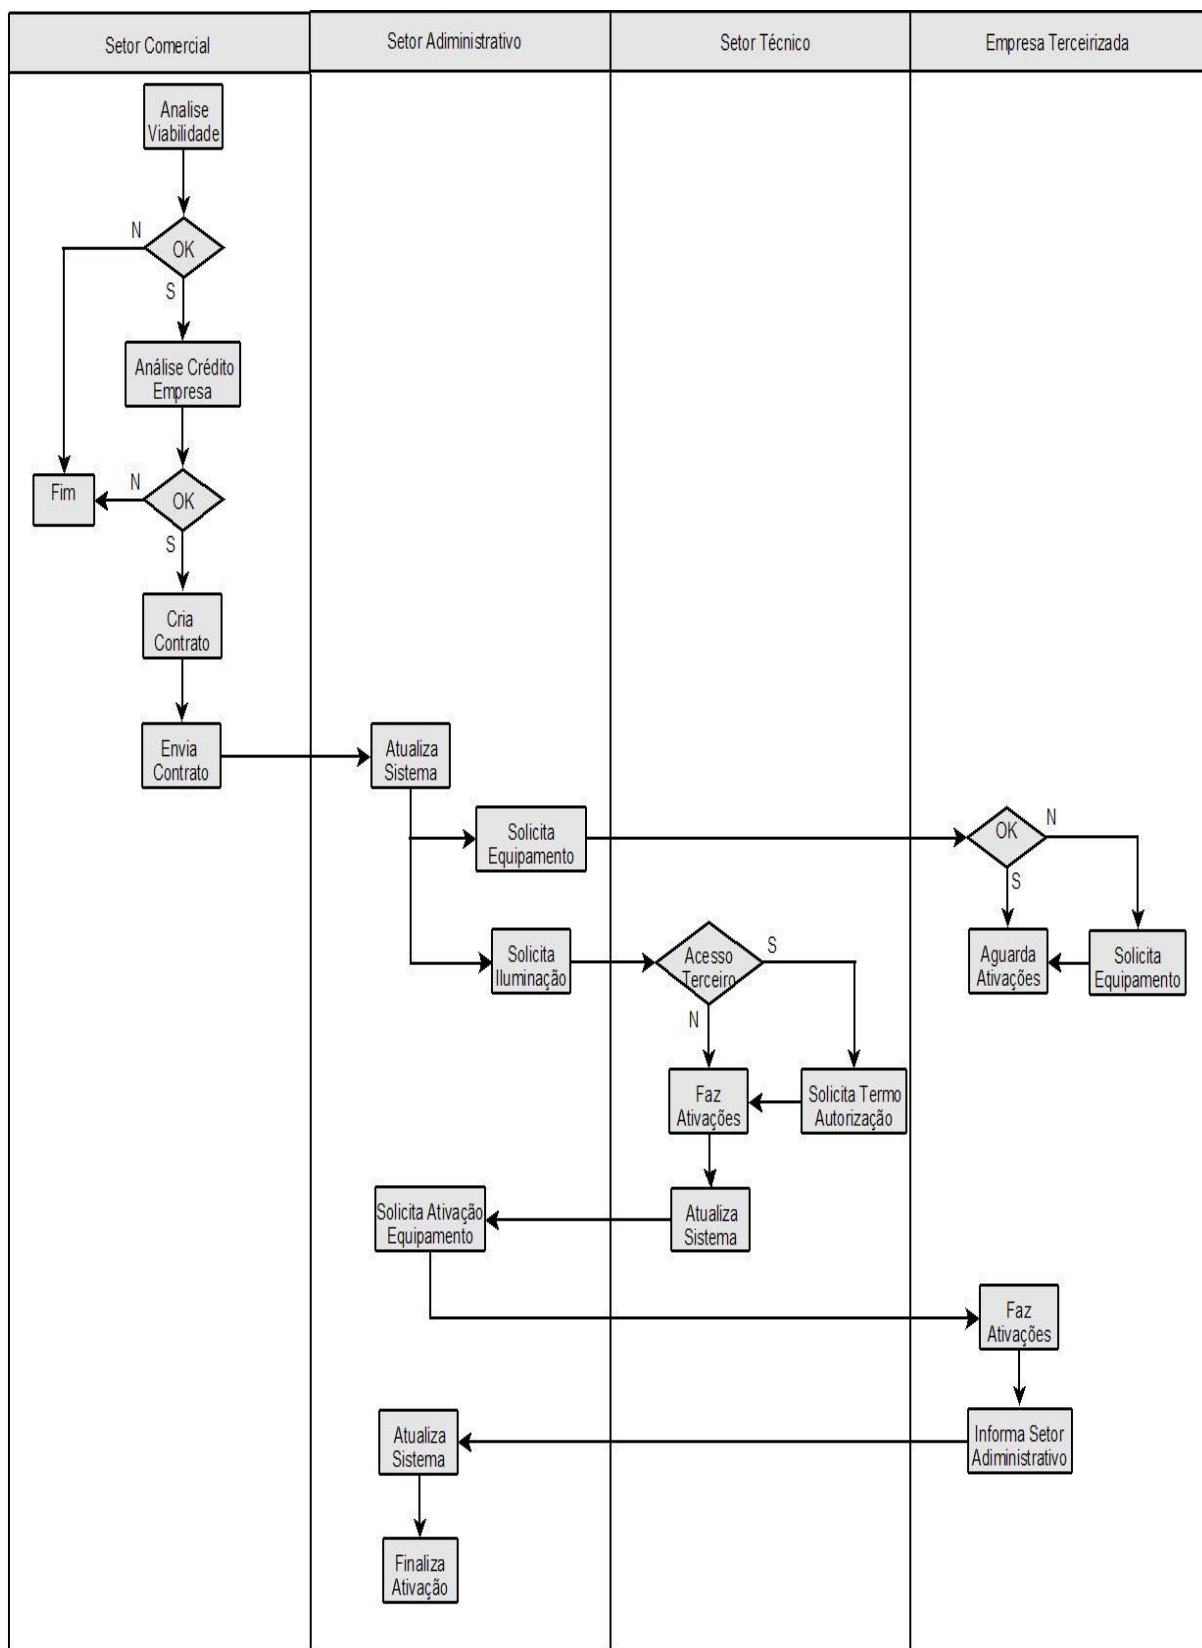 Setor Comercial
Setor Adiministrativo
Setor Técnico
Empresa Terceirizada
Analise
Viabilidade
N
OK
S
Análise Crédito
Empresa
Fim
N
OK
S
Cria
Contrato
Envia
Contrato
Atualiza
Sistema
Solicita
Equipamento
OK
N
S
Solicita
Iluminação
Acesso
Terceiro
S
N
Aguarda
Ativações
Solicita
Equipamento
Faz
Ativações
Solicita Termo
Autorização
Solicita Ativação
Equipamento
Atualiza
Sistema
Faz
Ativações
Atualiza
Sistema
Informa Setor
Adiministrativo
Finaliza
Ativação